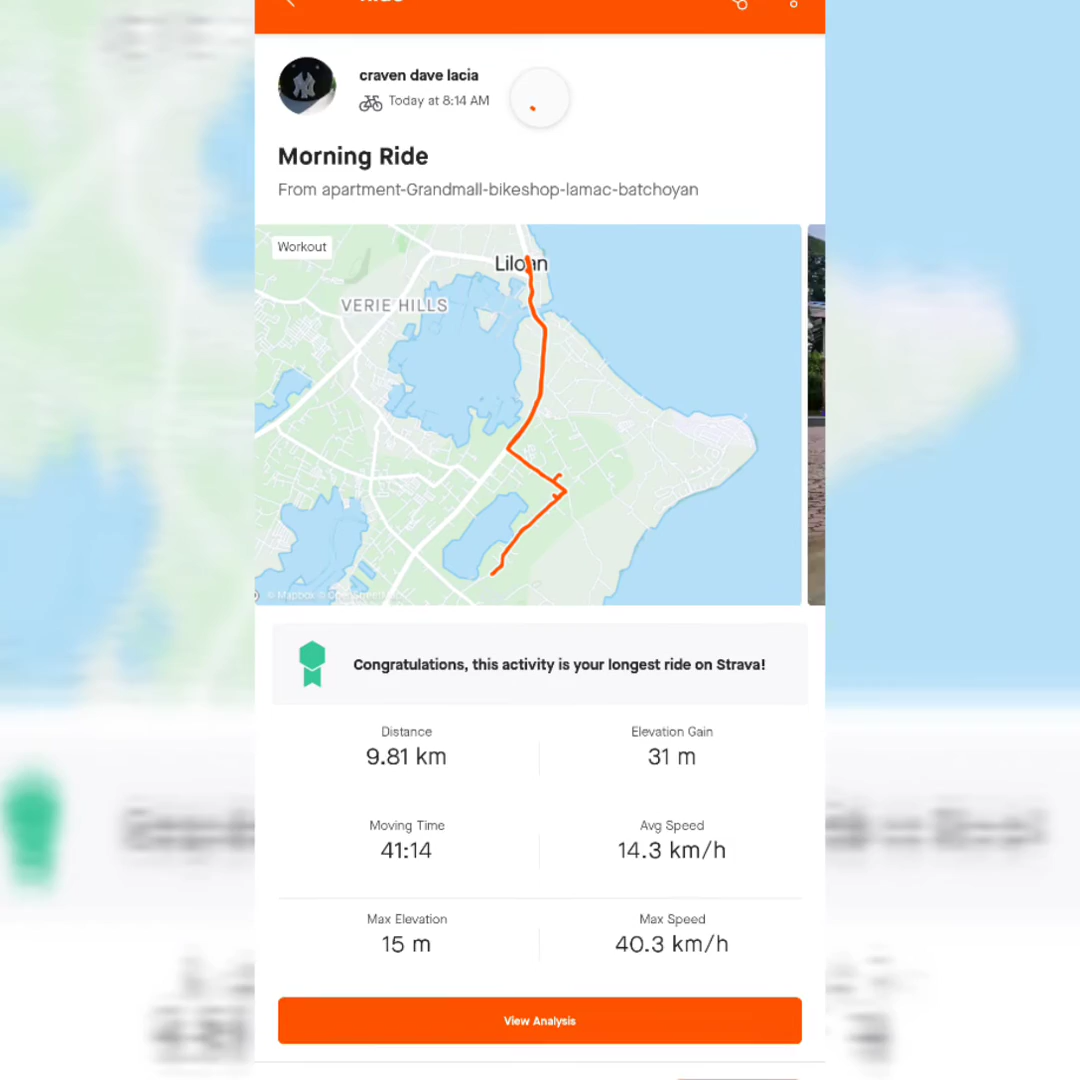 craven dave lacia
Today at 8:14 AM
Morning Ride
From apartment-Grandmall-bikeshop-lamac-batchoyan
Workout
Liloan
VERIE HILLS
© Mapbox © OpenStreetMap
Congratulations, this activity is your longest ride on Strava!
Distance
9.81 km
Elevation Gain
31 m
Moving Time
41:14
Avg Speed
14.3 km/h
Max Elevation
15 m
Max Speed
40.3 km/h
View Analysis